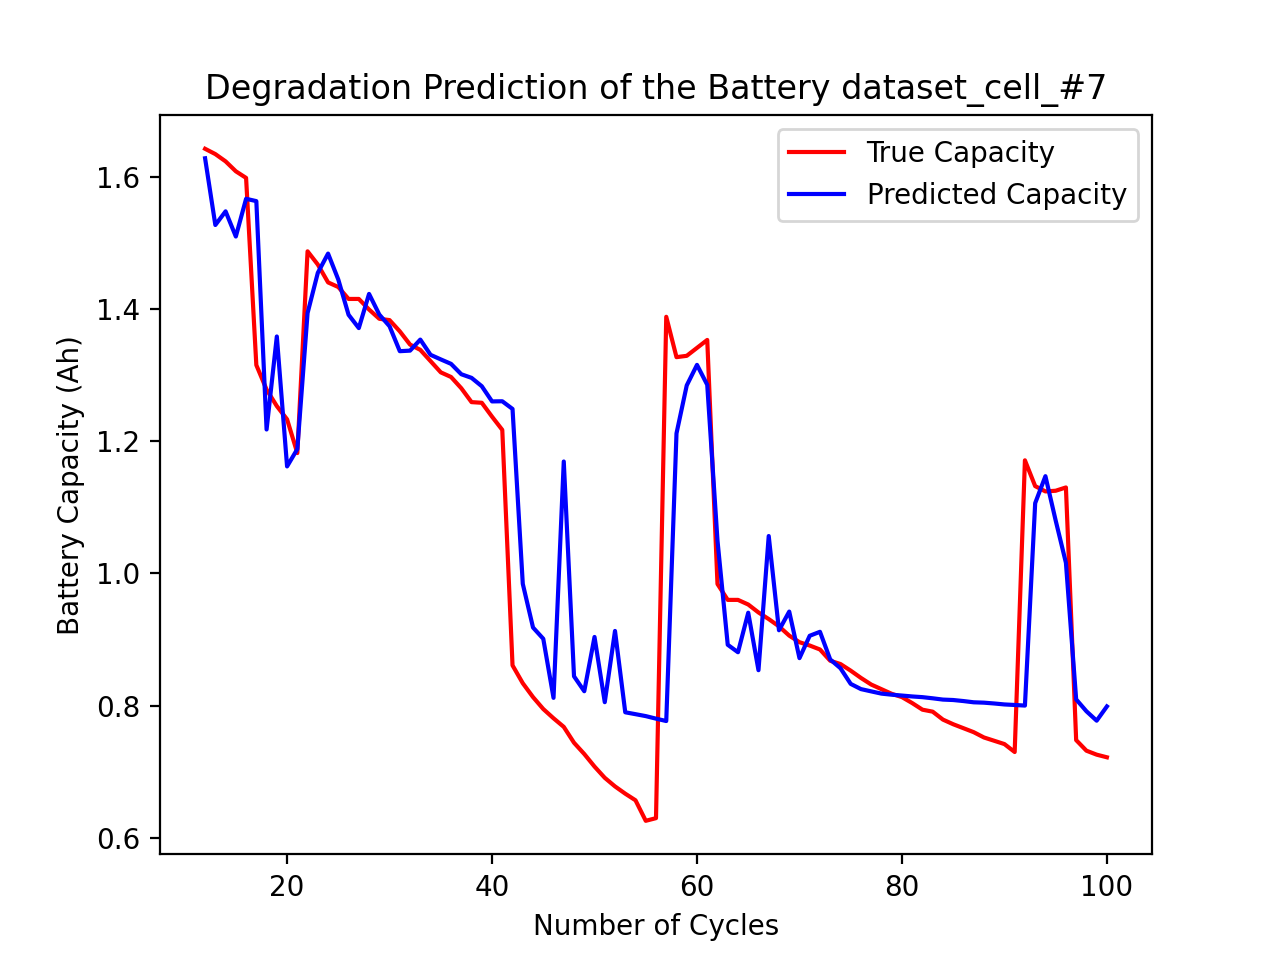 Degradation Prediction of the Battery dataset_cell_#7
True Capacity
Predicted Capacity
Battery Capacity (Ah)
1.6
1.4
1.2
1.0
0.8
0.6
20 40 60 80 100
Number of Cycles